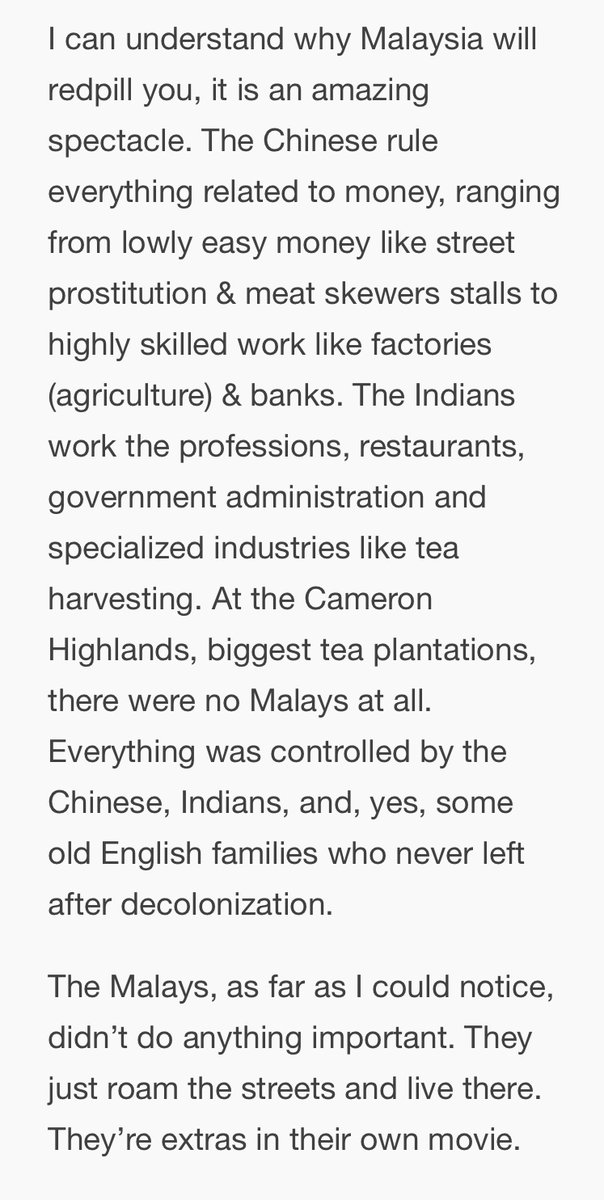 I can understand why Malaysia will
redpill you, it is an amazing
spectacle. The Chinese rule
everything related to money, ranging
from lowly easy money like street
prostitution & meat skewers stalls to
highly skilled work like factories
(agriculture) & banks. The Indians
work the professions, restaurants,
government administration and
specialized industries like tea
harvesting. At the Cameron
Highlands, biggest tea plantations,
there were no Malays at all.
Everything was controlled by the
Chinese, Indians, and, yes, some
old English families who never left
after decolonization.
The Malays, as far as I could notice,
didn’t do anything important. They
just roam the streets and live there.
They’re extras in their own movie.